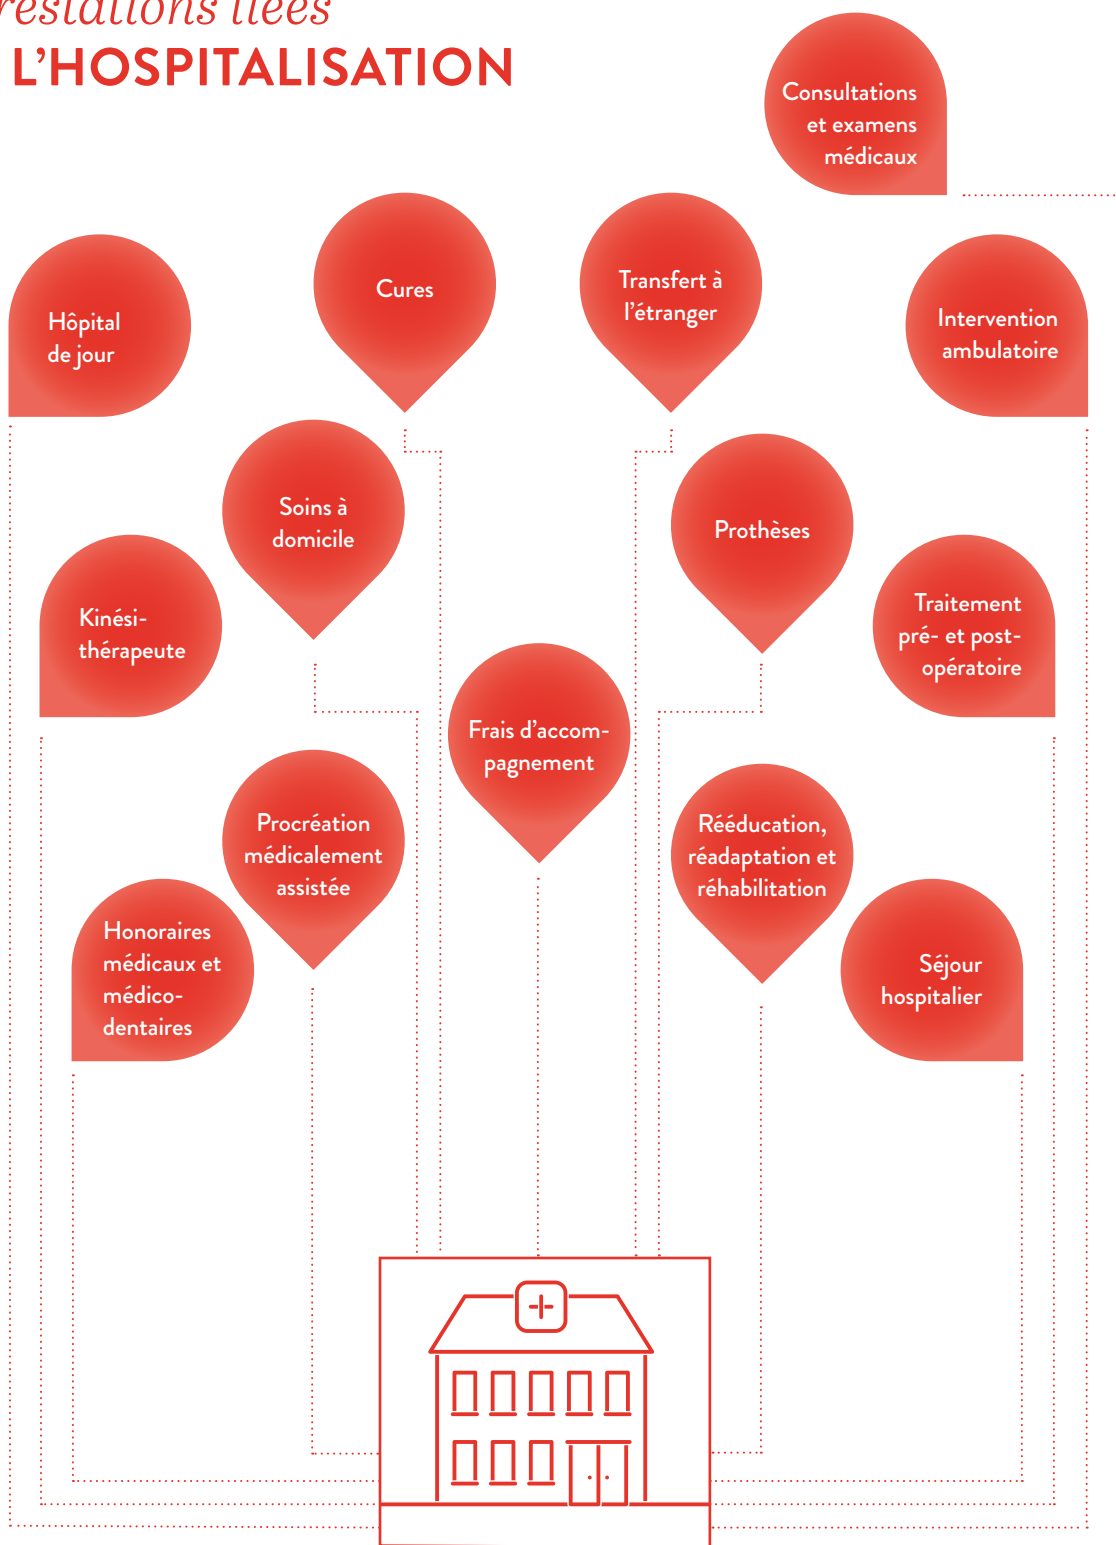 restations liées
L’HOSPITALISATION
Consultations
et examens
médicaux
Cures
Transfert à
l’étranger
Hôpital
de jour
Intervention
ambulatoire
Soins à
domicile
Prothèses
Kinési-
thérapeute
Traitement
pré- et post-
opératoire
Frais d’accom-
pagnement
Procréation
médicalement
assistée
Rééducation,
réadaptation et
réhabilitation
Honoraires
médicaux et
médico-
dentaires
Séjour
hospitalier